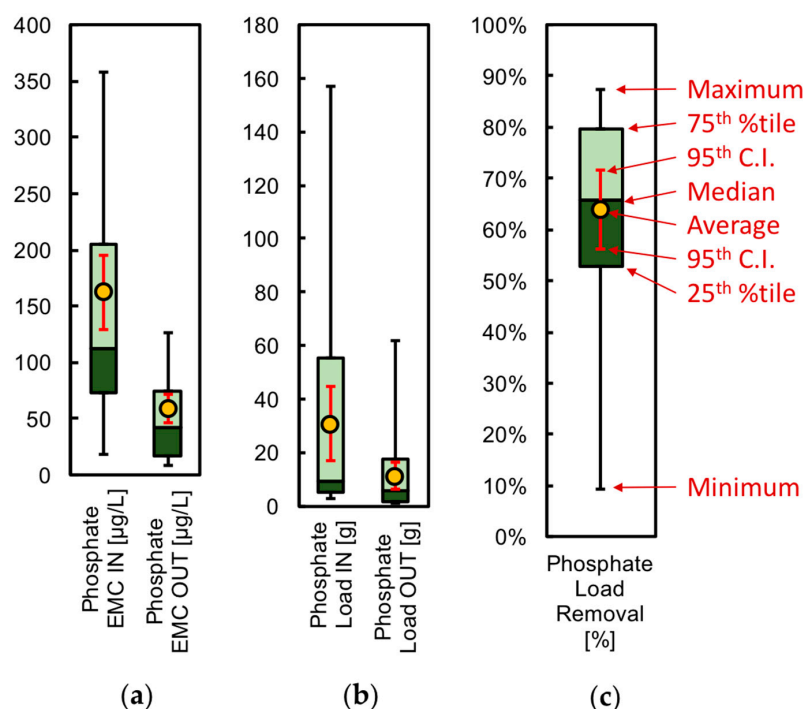 400
350
300
250
200
150
100
50
0
Phosphate
EMC IN [µg/L]
Phosphate
EMC OUT [µg/L]
(a)
180
160
140
120
100
80
60
40
20
0
Phosphate
Load IN [g]
Phosphate
Load OUT [g]
(b)
100%
90%
80%
70%
60%
50%
40%
30%
20%
10%
0%
Maximum
75th %tile
95th C.I.
Median
Average
95th C.I.
25th %tile
Minimum
Phosphate
Load
Removal
[%]
(c)